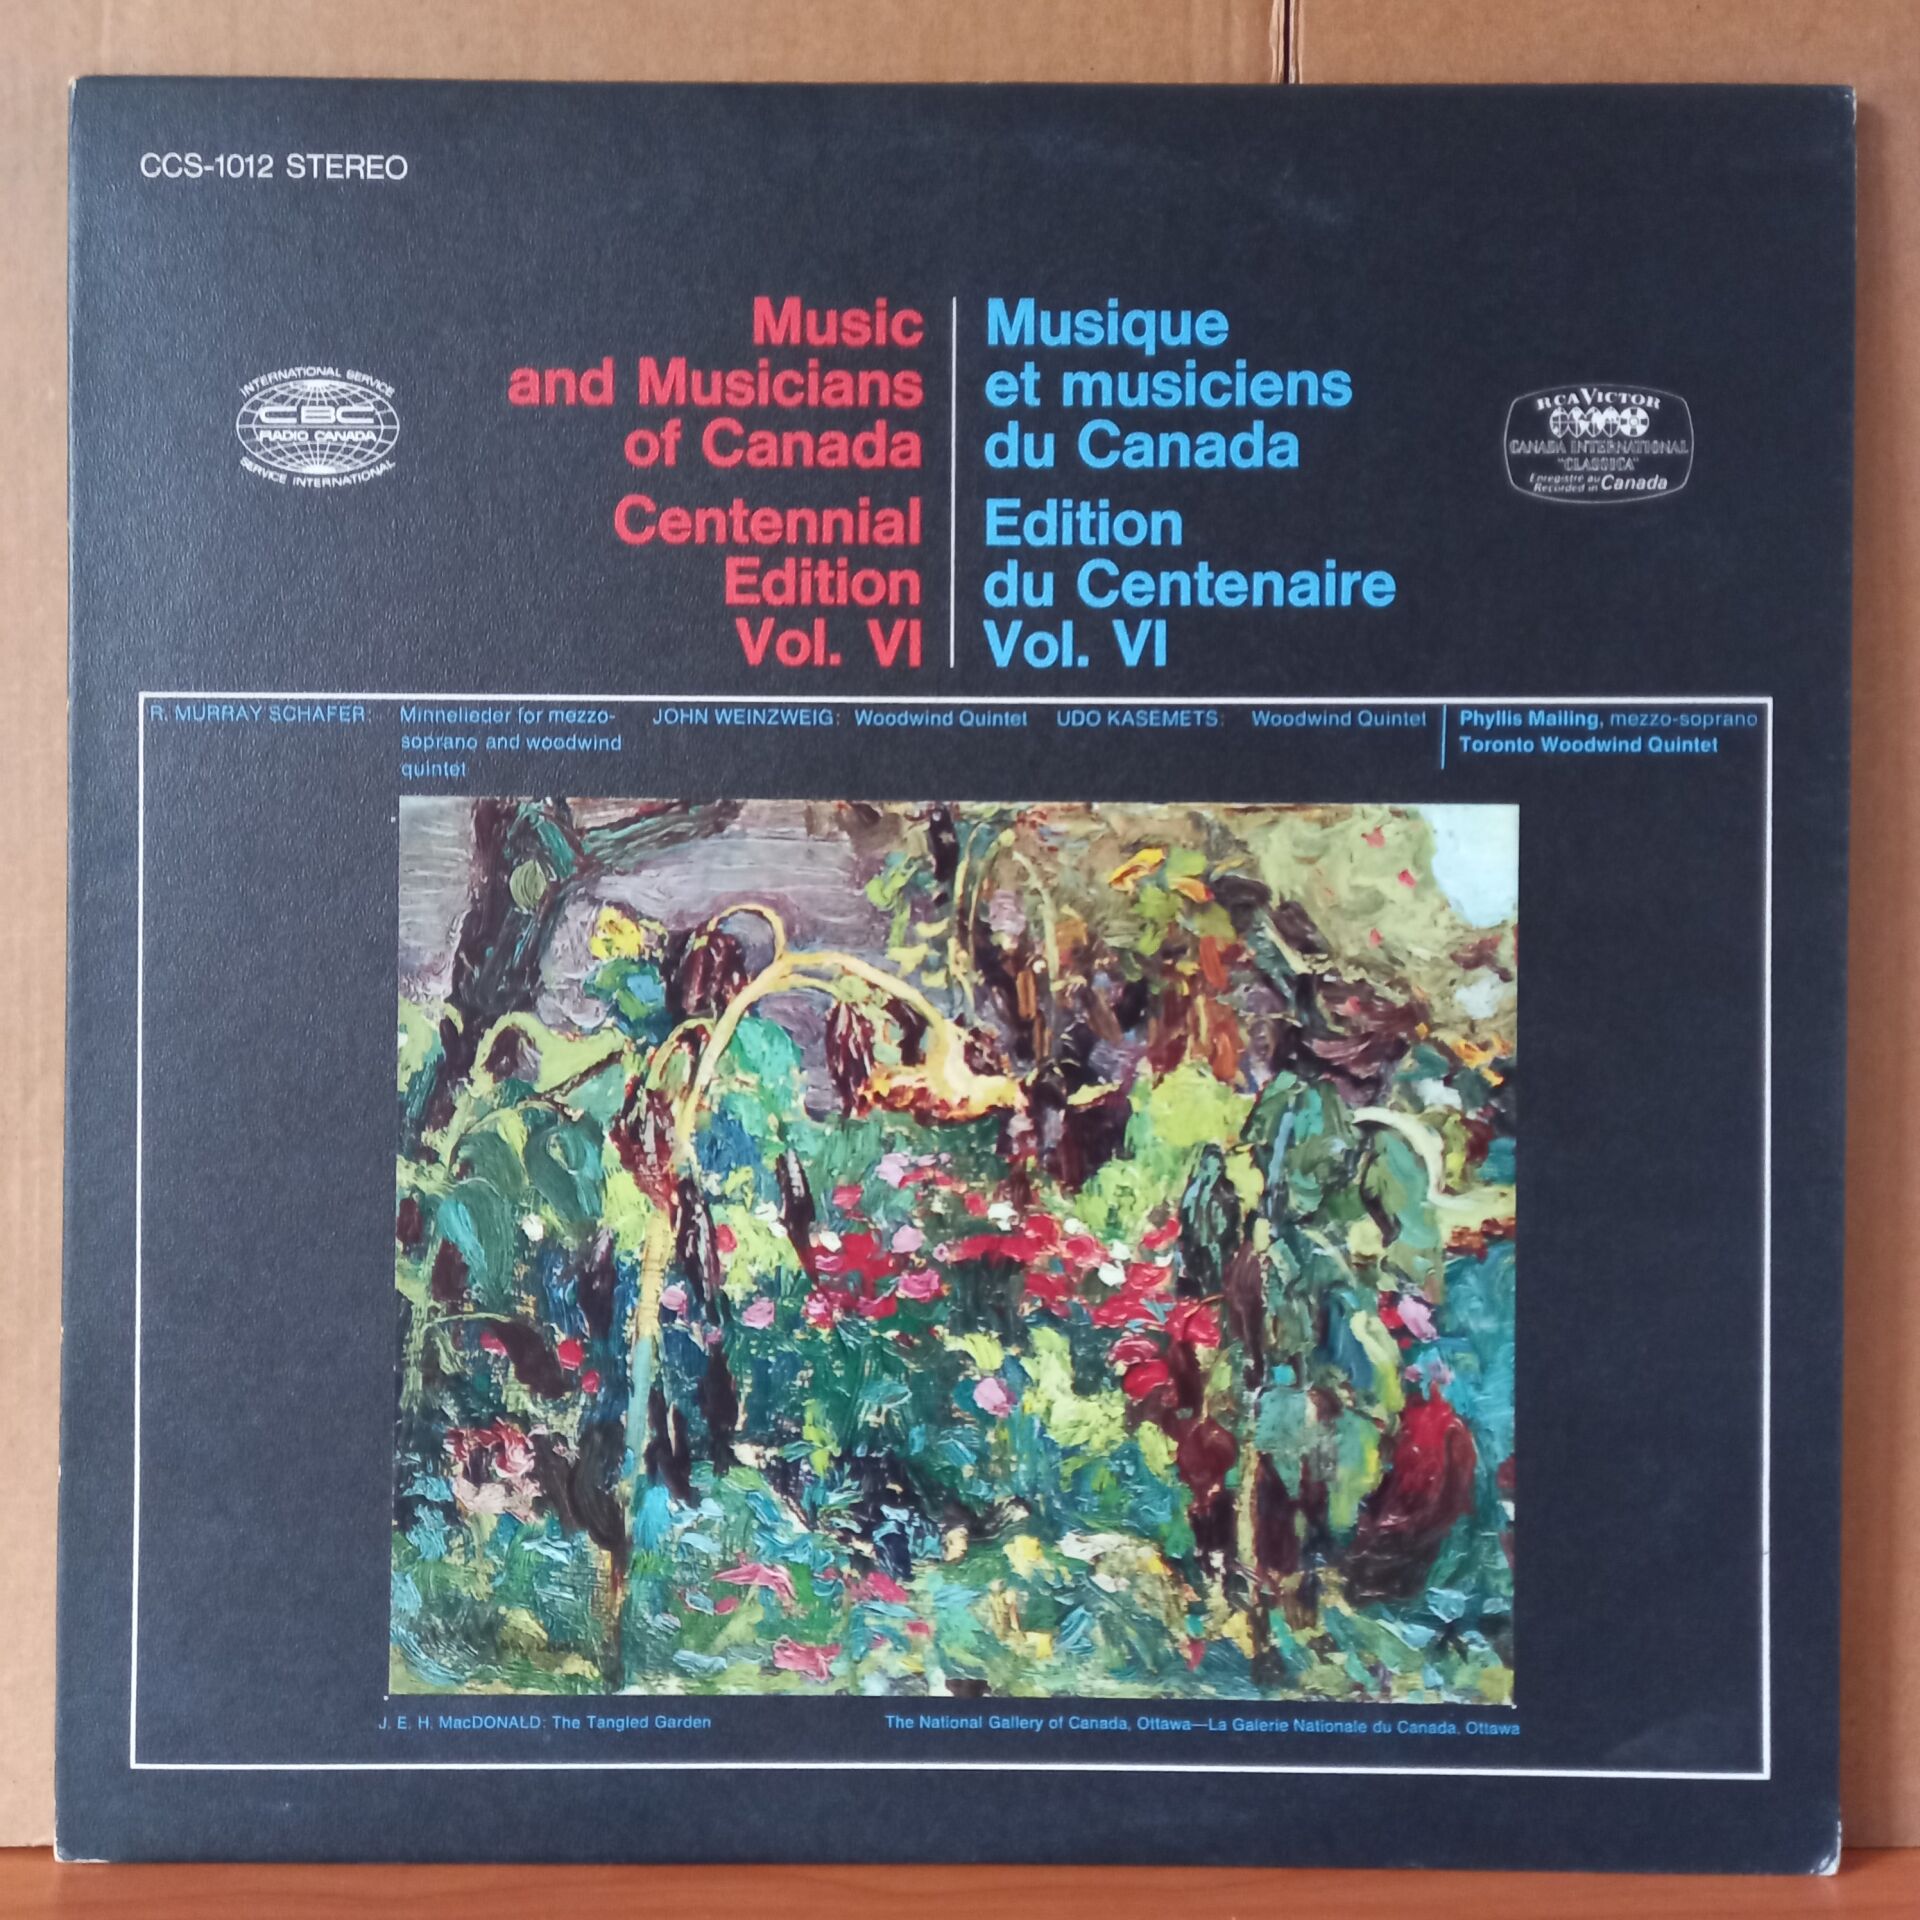 CCS-1012 STEREO
Music
and Musicians
of Canada
Centennial
Edition
Vol. VI
Musique
et musiciens
du Canada
Edition
du Centenaire
Vol. VI
INTERNATIONAL SERVICE
CBC
RADIO CANADA
SERVICE INTERNATIONAL
RCA VICTOR
CANADA INTERNATIONAL
"CLASSICA"
Enregistré au
Recorded in Canada
R. MURRAY SCHAFER: Minnelieder for mezzo-
soprano and woodwind
quintet
JOHN WEINZWEIG: Woodwind Quintet
UDO KASEMETS: Woodwind Quintet
Phyllis Mailing, mezzo-soprano
Toronto Woodwind Quintet
J. E. H. MacDONALD: The Tangled Garden
The National Gallery of Canada, Ottawa—La Galerie Nationale du Canada, Ottawa